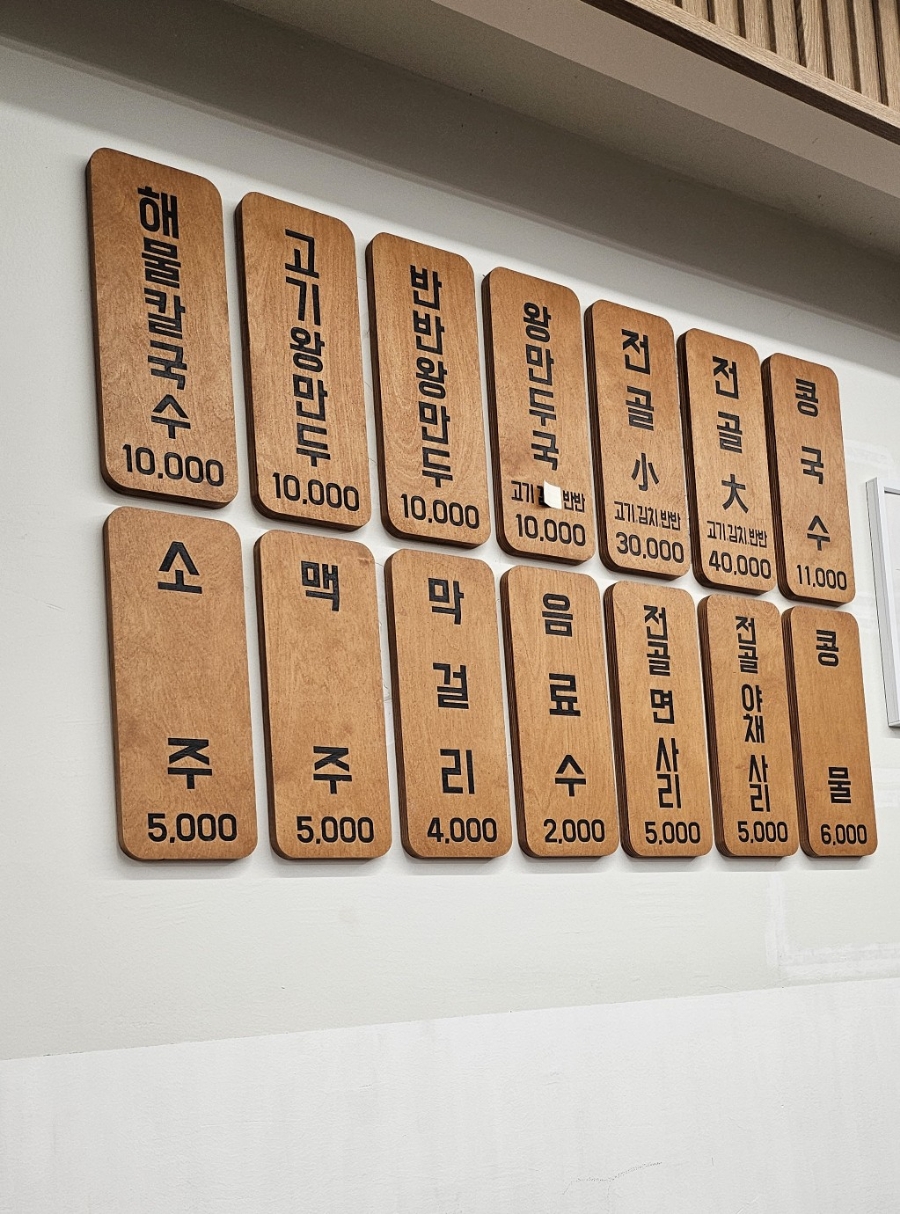 해물칼국수
10,000
고기왕만두
10,000
반반왕만두
10,000
왕만두국
고기 반반
10,000
전골 小
고기.김치.반반
30,000
전골 大
고기.김치.반반
40,000
콩국수
11,000
소주
5,000
맥주
5,000
막걸리
4,000
음료수
2,000
전골 면 사리
5,000
전골 야채 사리
5,000
콩물
6,000